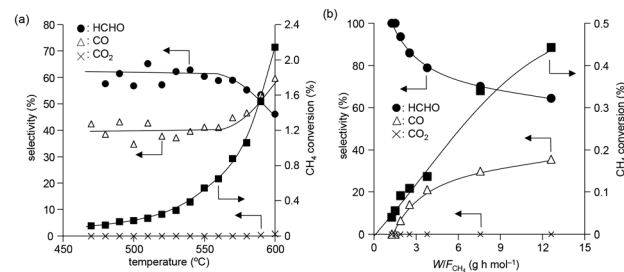 (a)
● : HCHO
△ : CO
× : CO2
selectivity (%)
80
70
60
50
40
30
20
10
0
2.4
2.0
1.6
1.2
0.8
0.4
0
CH4 conversion (%)
450
500
550
600
temperature (ºC)
(b)
100
80
60
40
20
0
selectivity (%)
● : HCHO
△ : CO
× : CO2
0.5
0.4
0.3
0.2
0.1
0
CH4 conversion (%)
0
3
6
9
12
15
W/FCH4 (g h mol⁻¹)